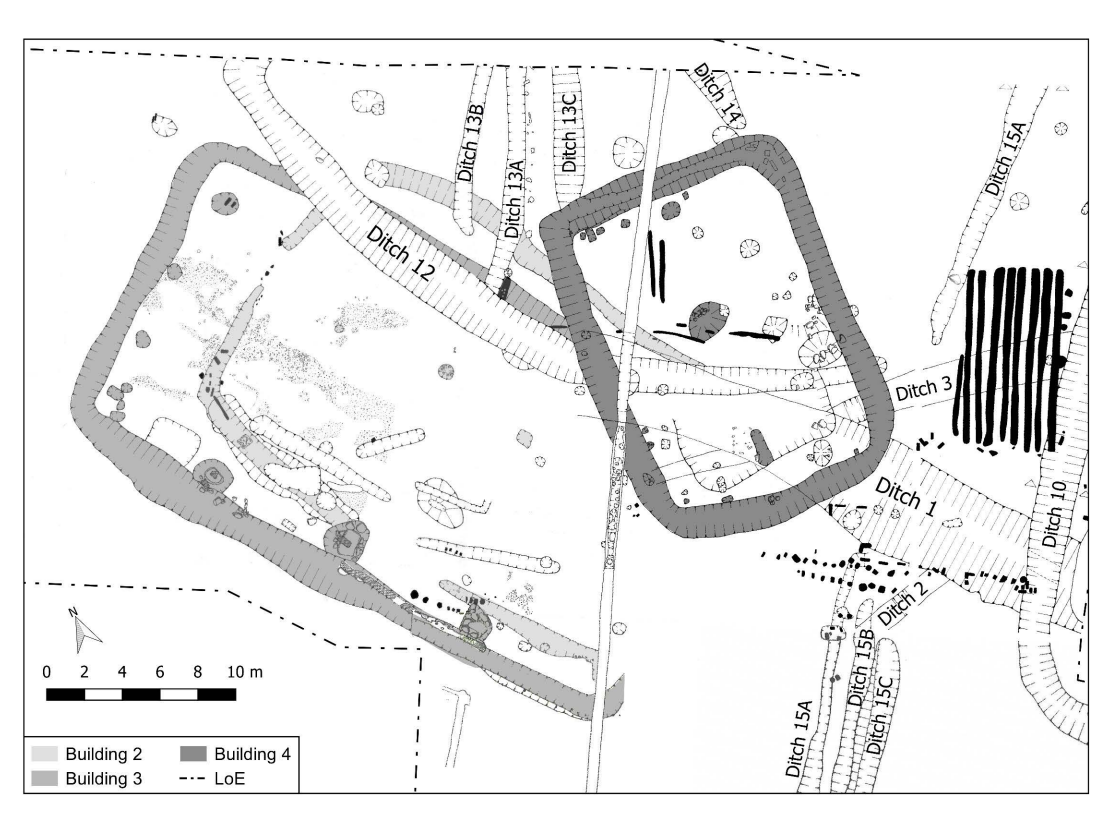 Ditch 14
Ditch 13B
Ditch 13C
Ditch 13A
Ditch 15A
Ditch 12
Ditch 3
Ditch 1
Ditch 10
Ditch 2
Ditch 15B
Ditch 15C
Ditch 15A
N
0 2 4 6 8 10 m
Building 2
Building 4
Building 3
LoE